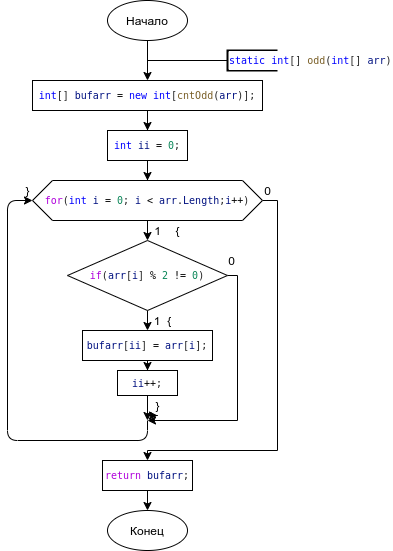 Начало
static int[] odd(int[] arr)
int[] bufarr = new int[cntOdd(arr)];
int ii = 0;
}
for(int i = 0; i < arr.Length;i++)
0
1 {
0
if(arr[i] % 2 != 0)
1 {
bufarr[ii] = arr[i];
ii++;
}
return bufarr;
Конец